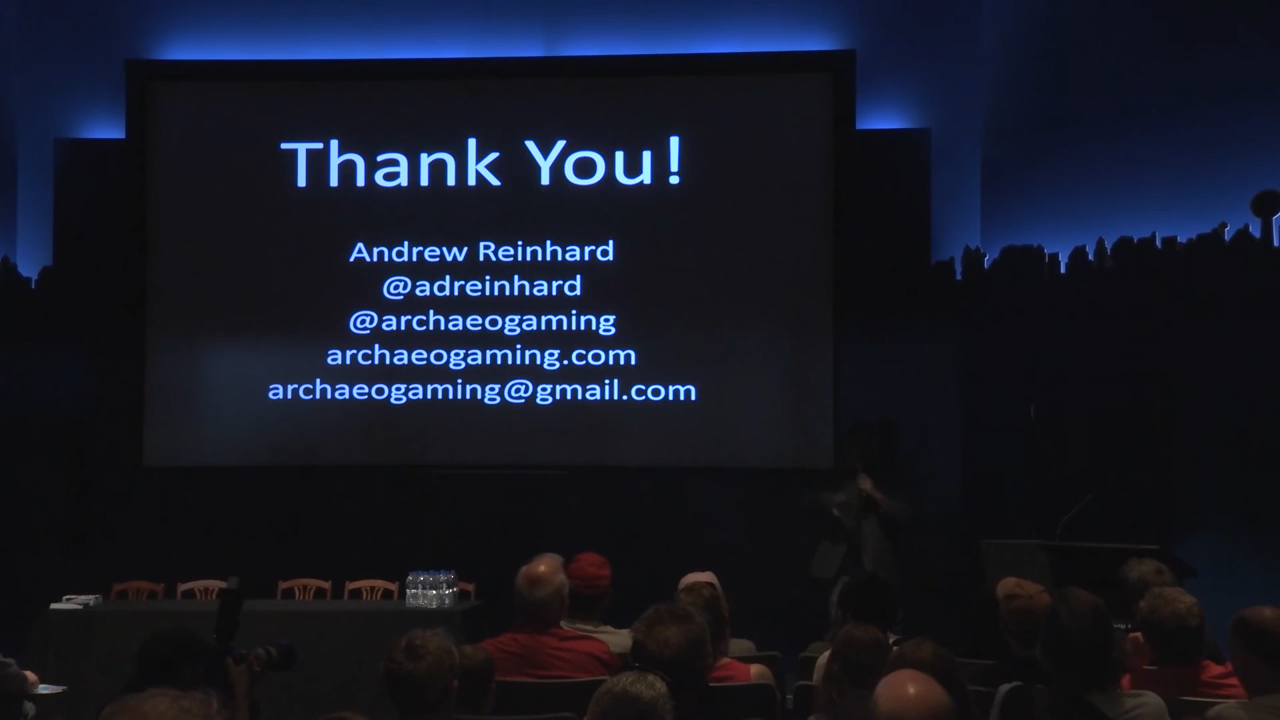 Thank You!
Andrew Reinhard
@adreinhard
@archaeogaming
archaeogaming.com
archaeogaming@gmail.com